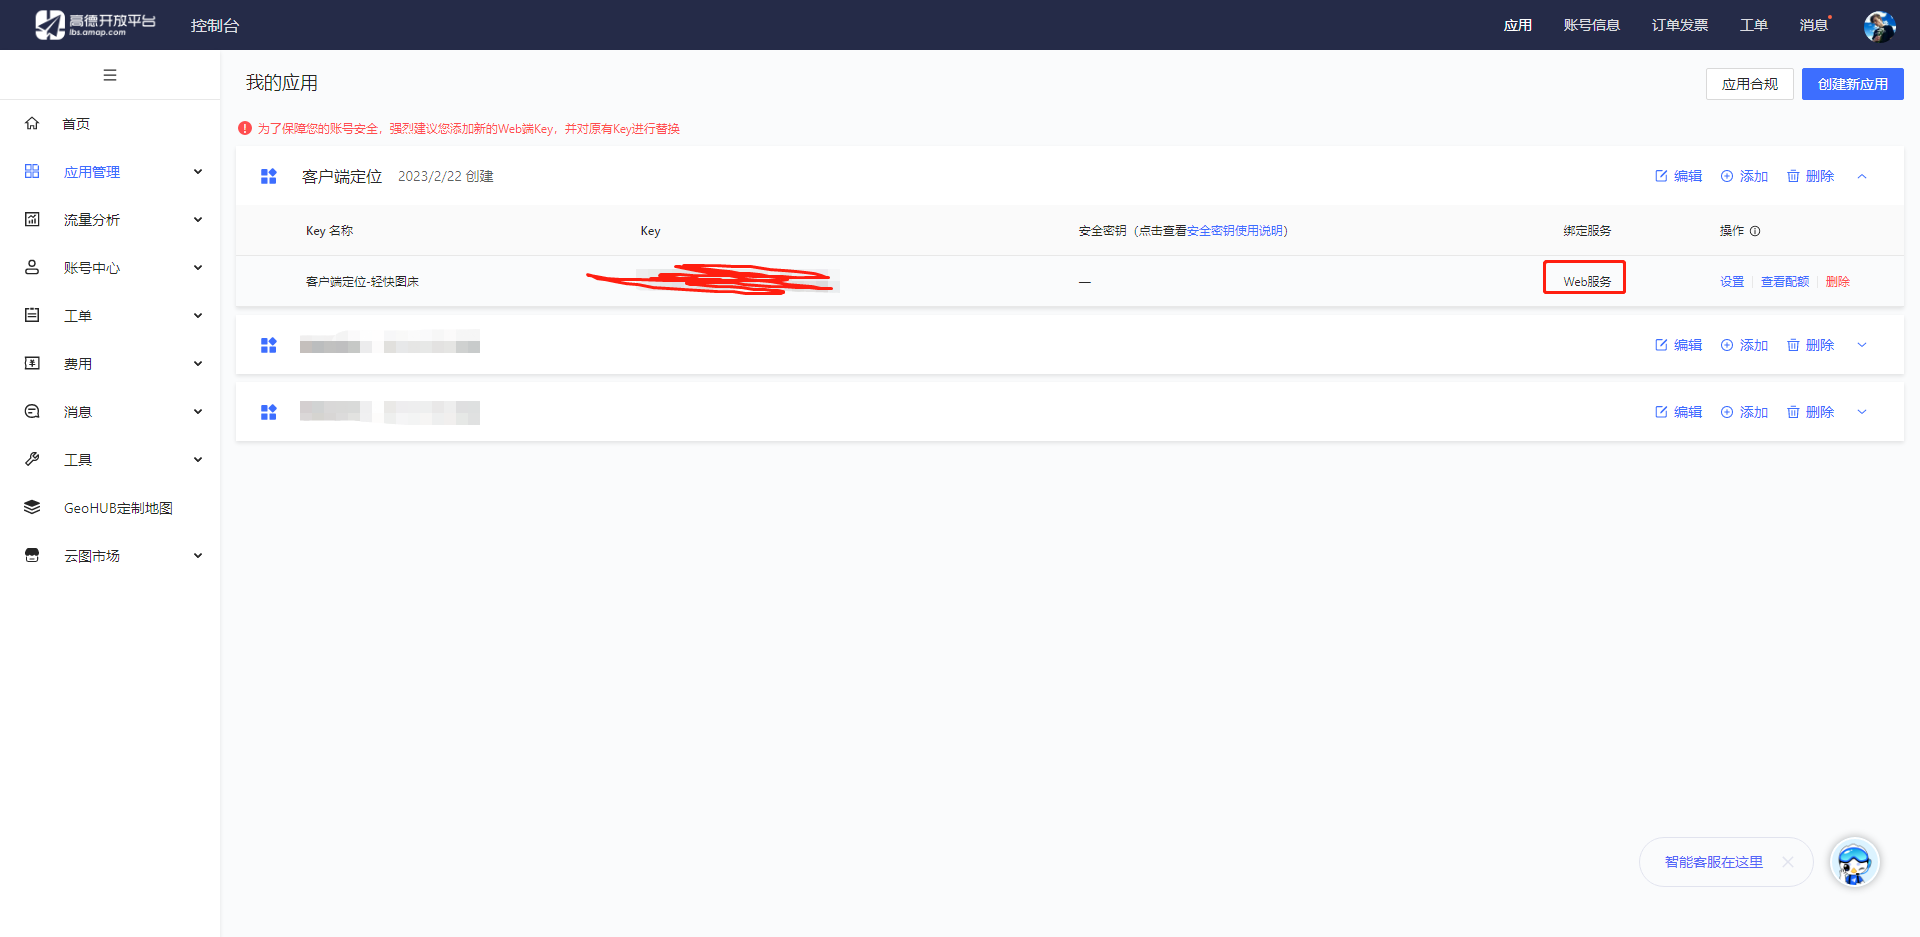 高德开放平台
lbs.amap.com
控制台
应用
账号信息
订单发票
工单
消息
首页
应用管理
流量分析
账号中心
工单
费用
消息
工具
GeoHUB定制地图
云图市场
我的应用
应用合规
创建新应用
为了保障您的账号安全，强烈建议您添加新的Web端Key，并对原有Key进行替换
客户端定位 2023/2/22 创建
编辑 添加 删除
Key 名称 Key 安全密钥（点击查看安全密钥使用说明） 绑定服务 操作
客户端定位-轻快图床 — Web服务 设置 查看配额 删除
编辑 添加 删除
编辑 添加 删除
智能客服在这里